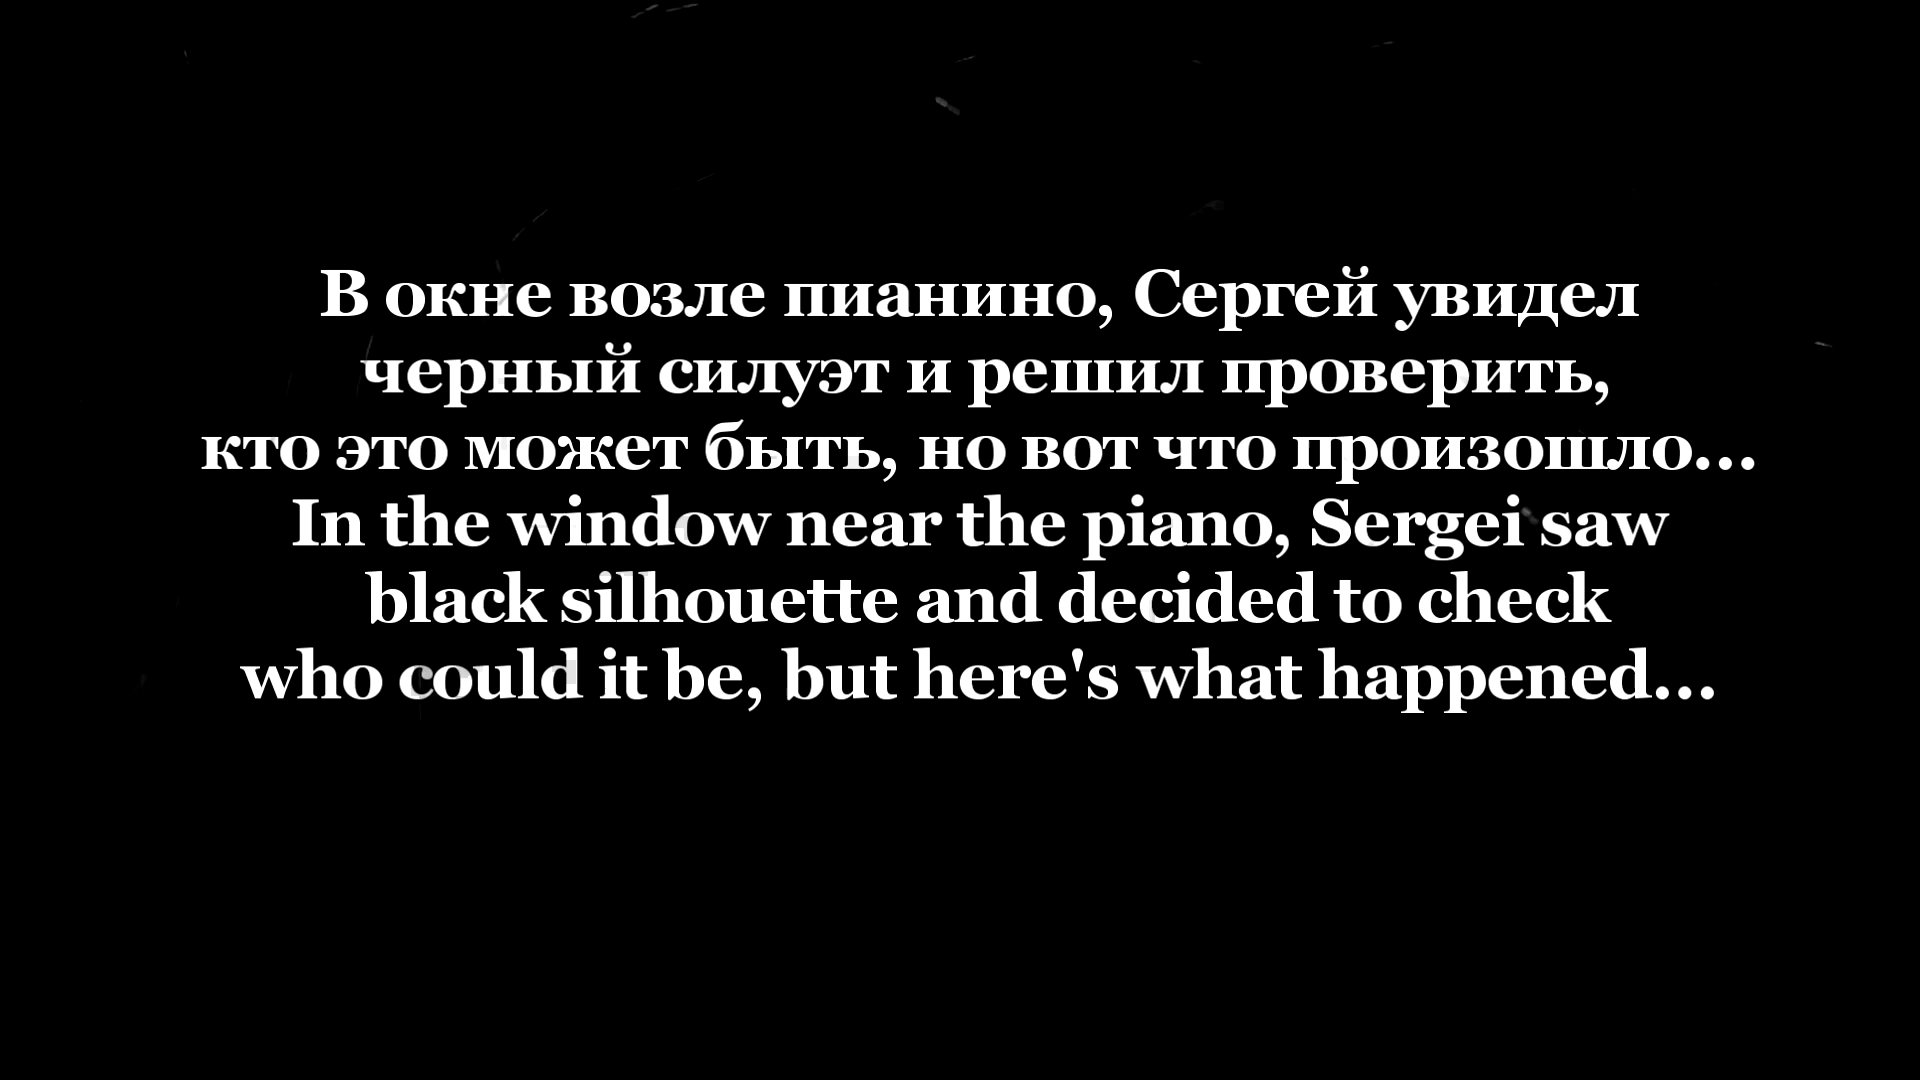 В окне возле пианино, Сергей увидел
черный силуэт и решил проверить,
кто это может быть, но вот что произошло...
In the window near the piano, Sergei saw
black silhouette and decided to check
who could it be, but here's what happened...